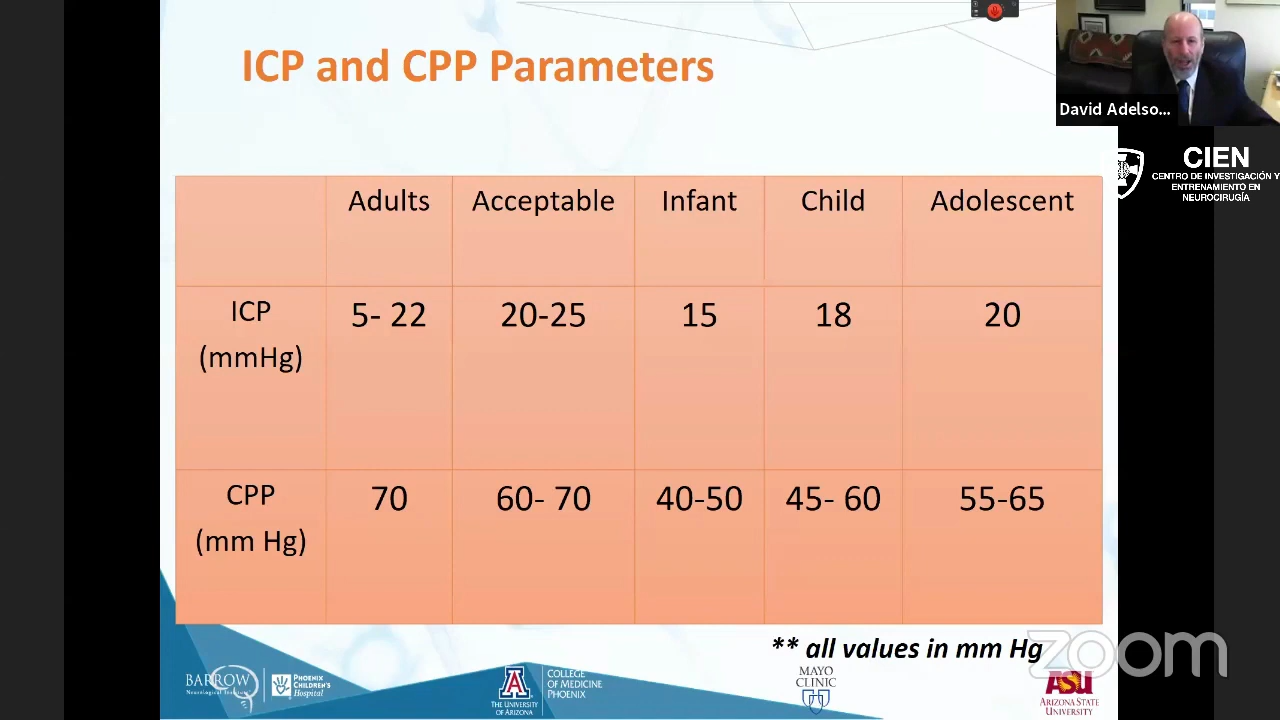 ICP and CPP Parameters
David Adelso...
CIEN
CENTRO DE INVESTIGACIÓN Y
ENTRENAMIENTO EN
NEUROCIRUGÍA
Adults Acceptable Infant Child Adolescent
ICP
(mmHg)
5- 22 20-25 15 18 20
CPP
(mm Hg)
70 60- 70 40-50 45- 60 55-65
** all values in mm Hg
zoom
BARROW
Neurological Institute
PHOENIX
CHILDREN'S
Hospital
A
THE UNIVERSITY
OF ARIZONA
COLLEGE
OF MEDICINE
PHOENIX
MAYO
CLINIC
ASU
ARIZONA STATE
UNIVERSITY